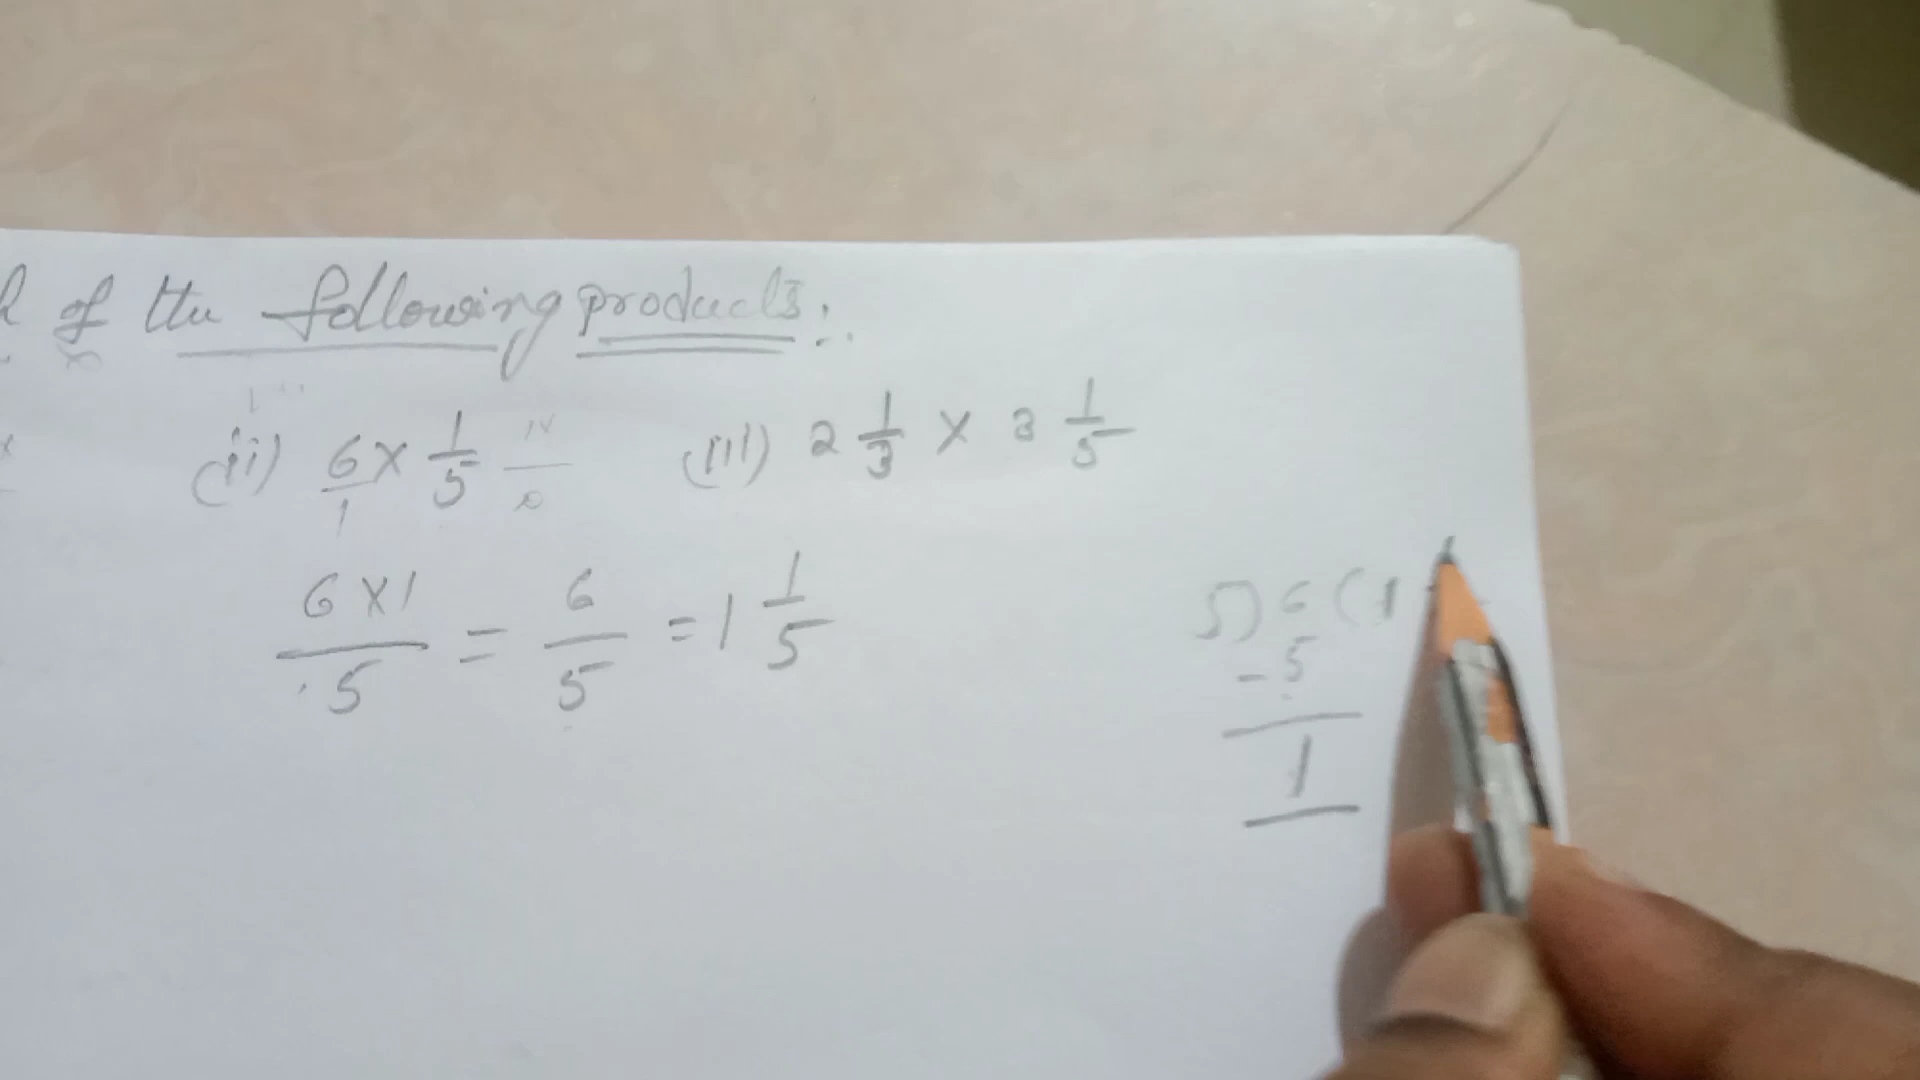 of the following products:
(ii) 6/1 × 1/5 (iii) 2 1/3 × 3 1/5
6 × 1/5 = 6/5 = 1 1/5
5) 6 (1
- 5
1